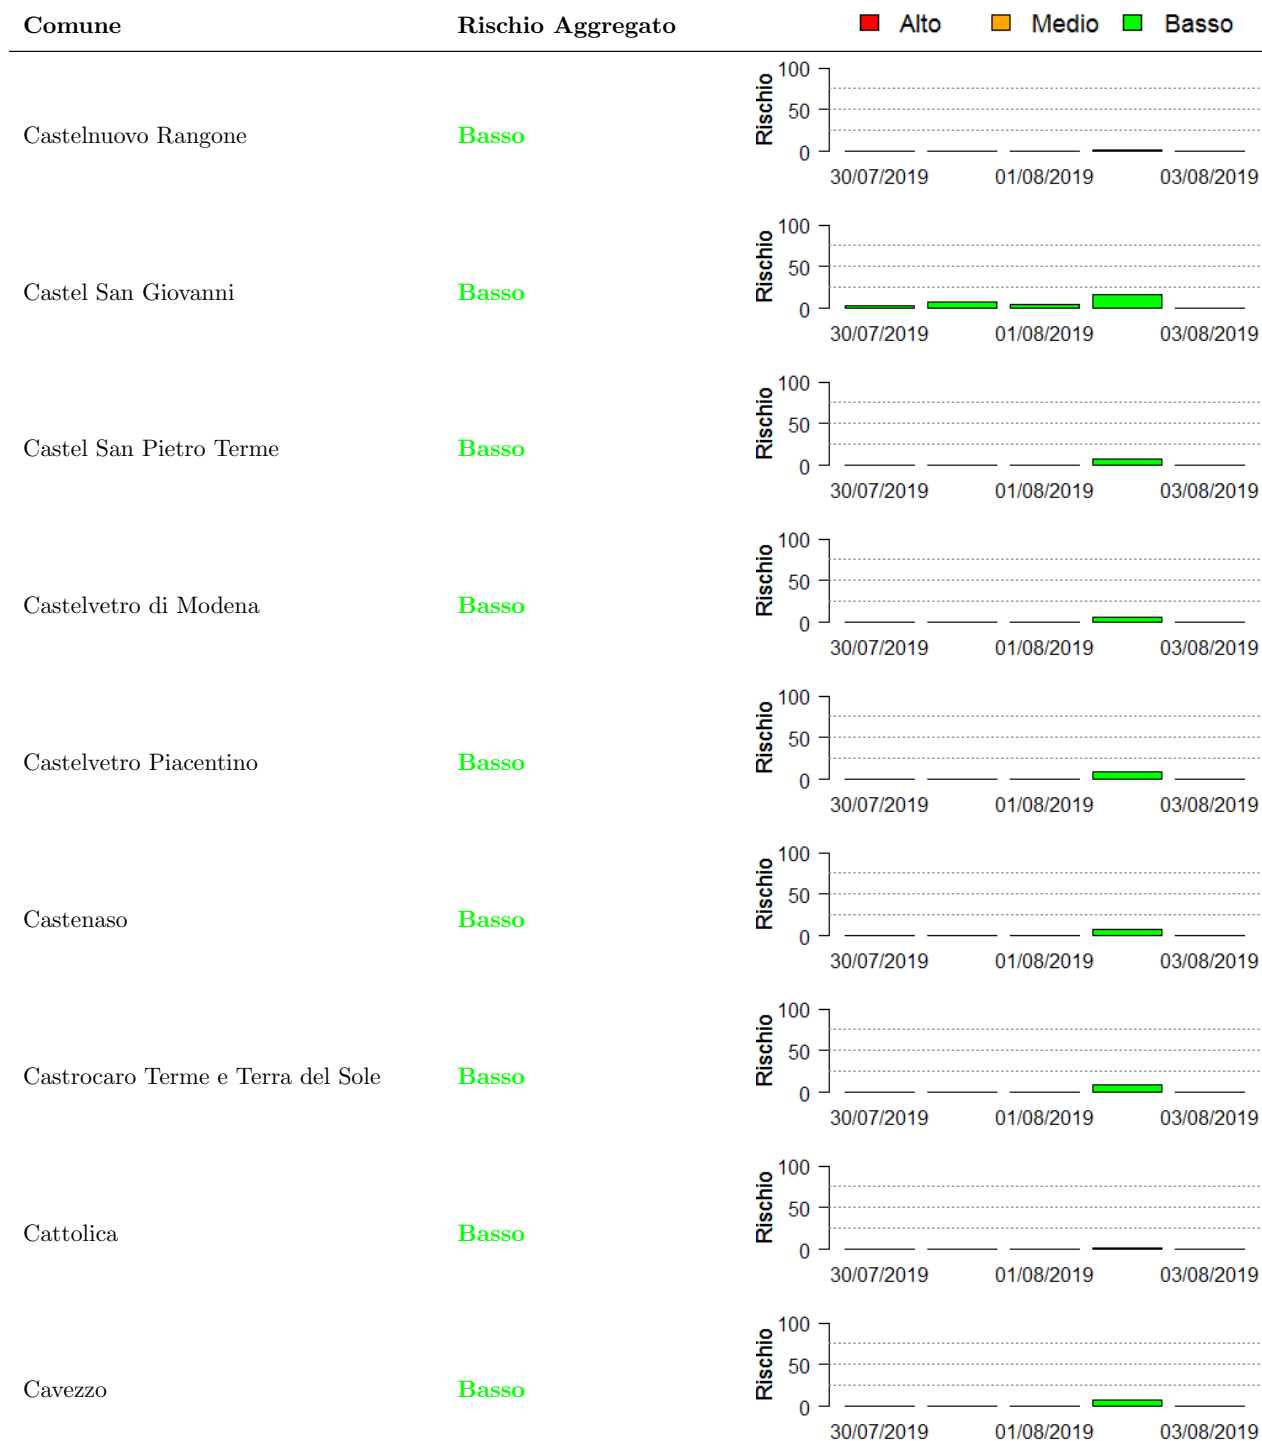 Comune Rischio Aggregato Alto Medio Basso
Castelnuovo Rangone Basso Rischio 100 50 0
30/07/2019 01/08/2019 03/08/2019
Castel San Giovanni Basso Rischio 100 50 0
30/07/2019 01/08/2019 03/08/2019
Castel San Pietro Terme Basso Rischio 100 50 0
30/07/2019 01/08/2019 03/08/2019
Castelvetro di Modena Basso Rischio 100 50 0
30/07/2019 01/08/2019 03/08/2019
Castelvetro Piacentino Basso Rischio 100 50 0
30/07/2019 01/08/2019 03/08/2019
Castenaso Basso Rischio 100 50 0
30/07/2019 01/08/2019 03/08/2019
Castrocaro Terme e Terra del Sole Basso Rischio 100 50 0
30/07/2019 01/08/2019 03/08/2019
Cattolica Basso Rischio 100 50 0
30/07/2019 01/08/2019 03/08/2019
Cavezzo Basso Rischio 100 50 0
30/07/2019 01/08/2019 03/08/2019